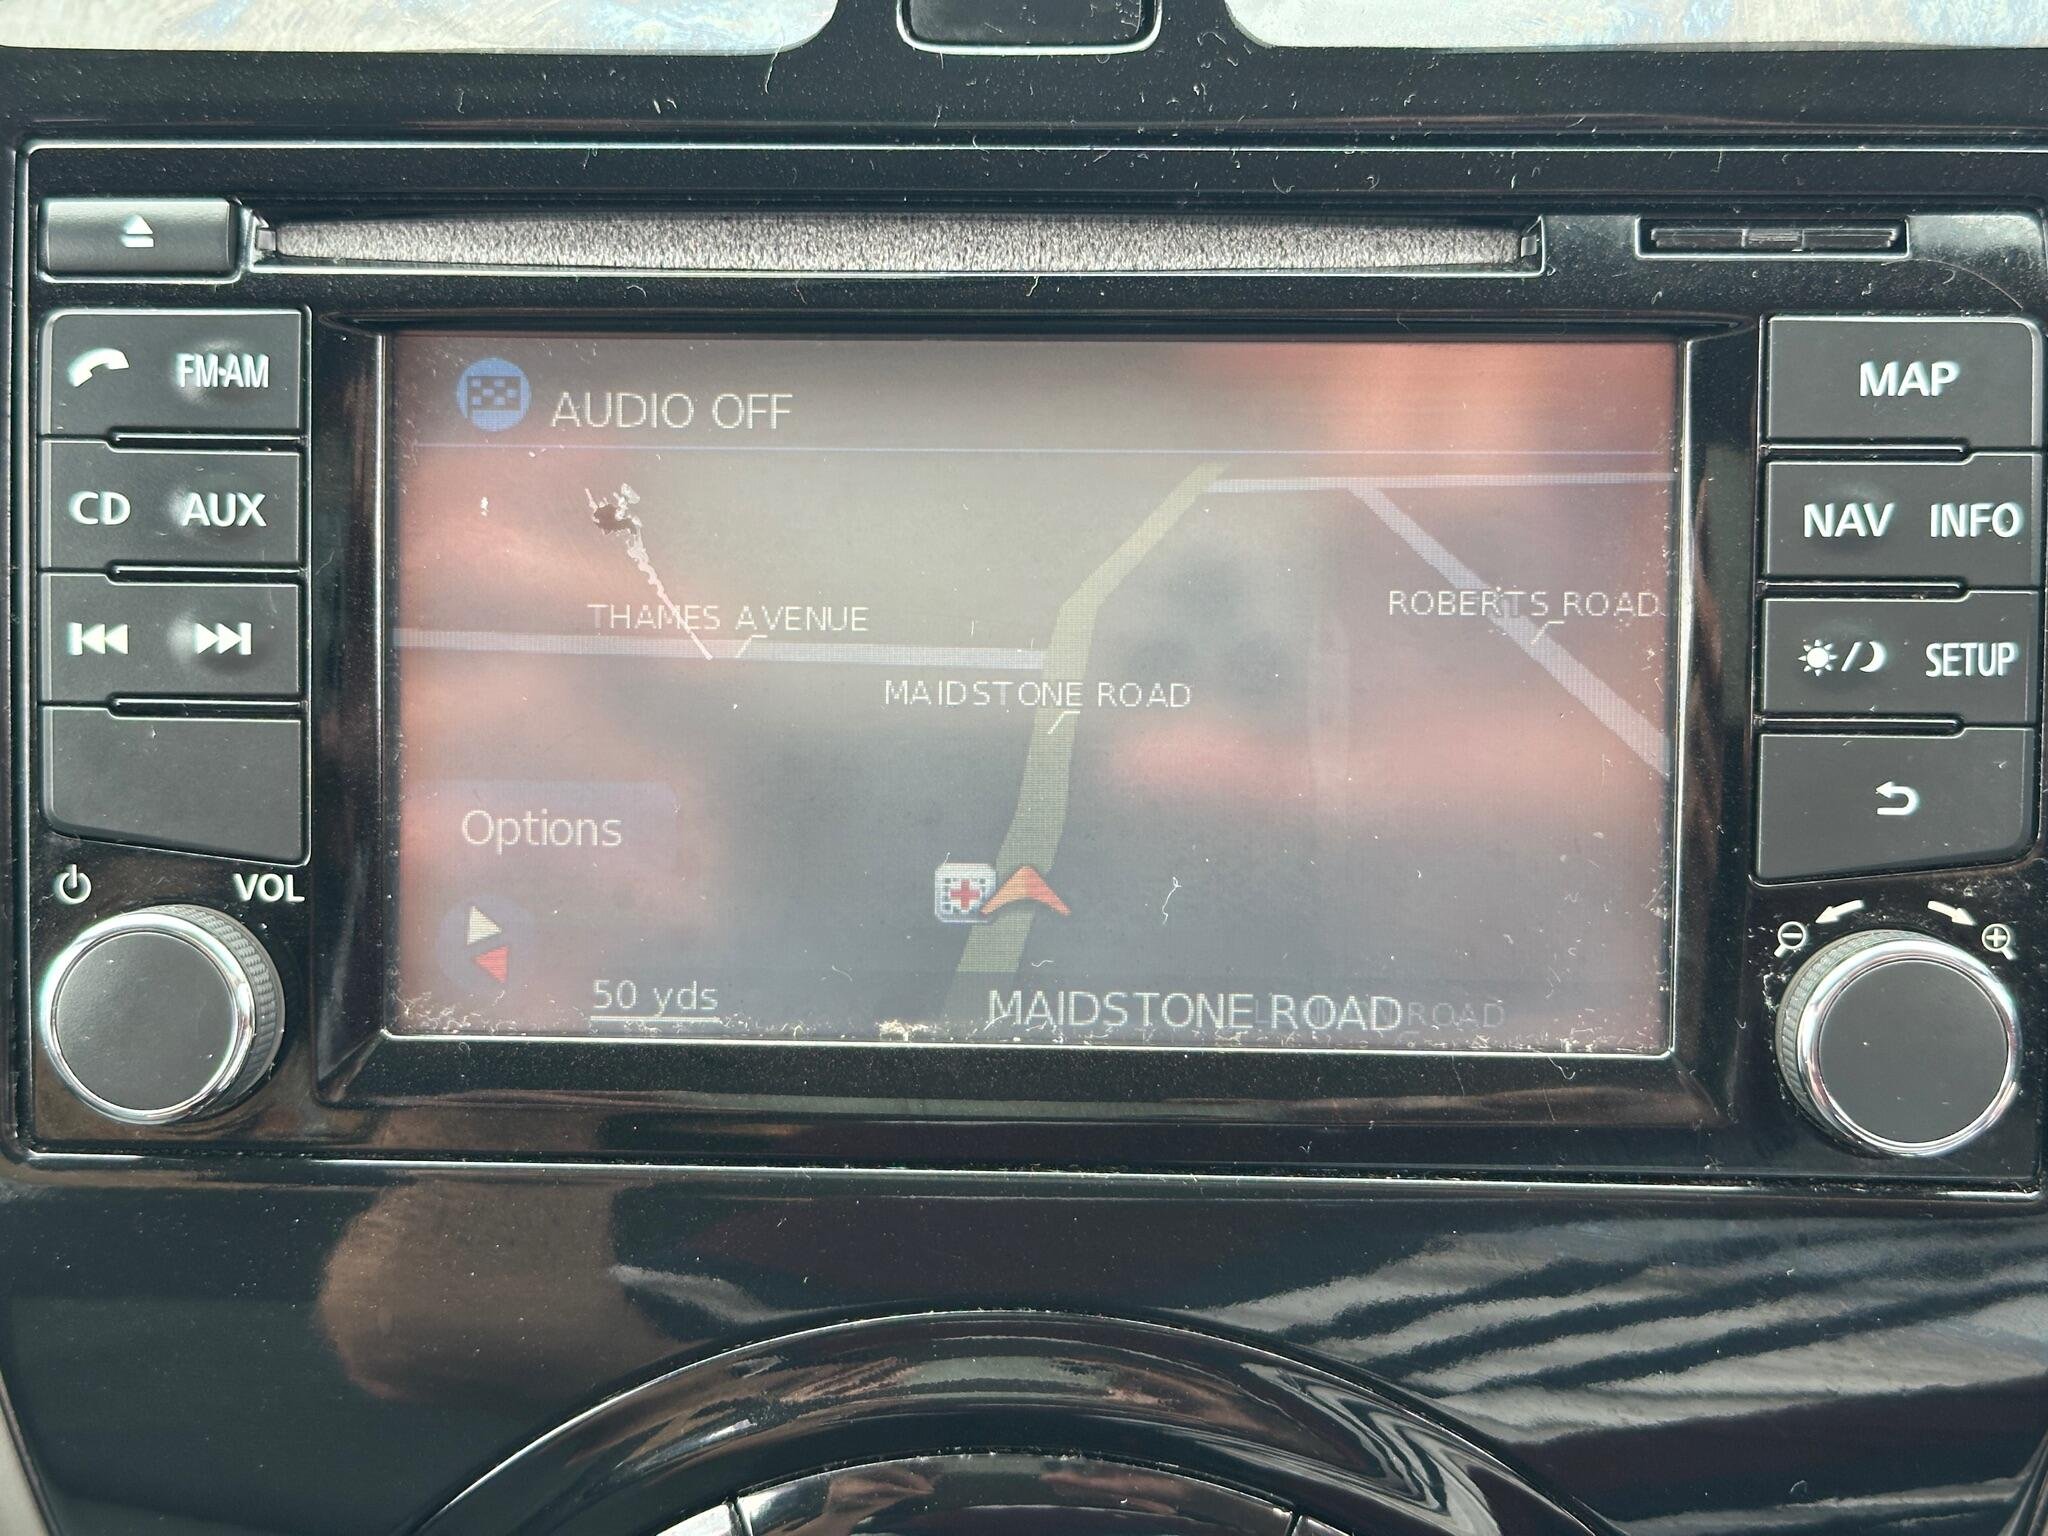 FM·AM
CD AUX
VOL
AUDIO OFF
THAMES AVENUE
ROBERTS ROAD
MAIDSTONE ROAD
Options
50 yds
MAIDSTONE ROAD
ROAD
MAP
NAV INFO
SETUP